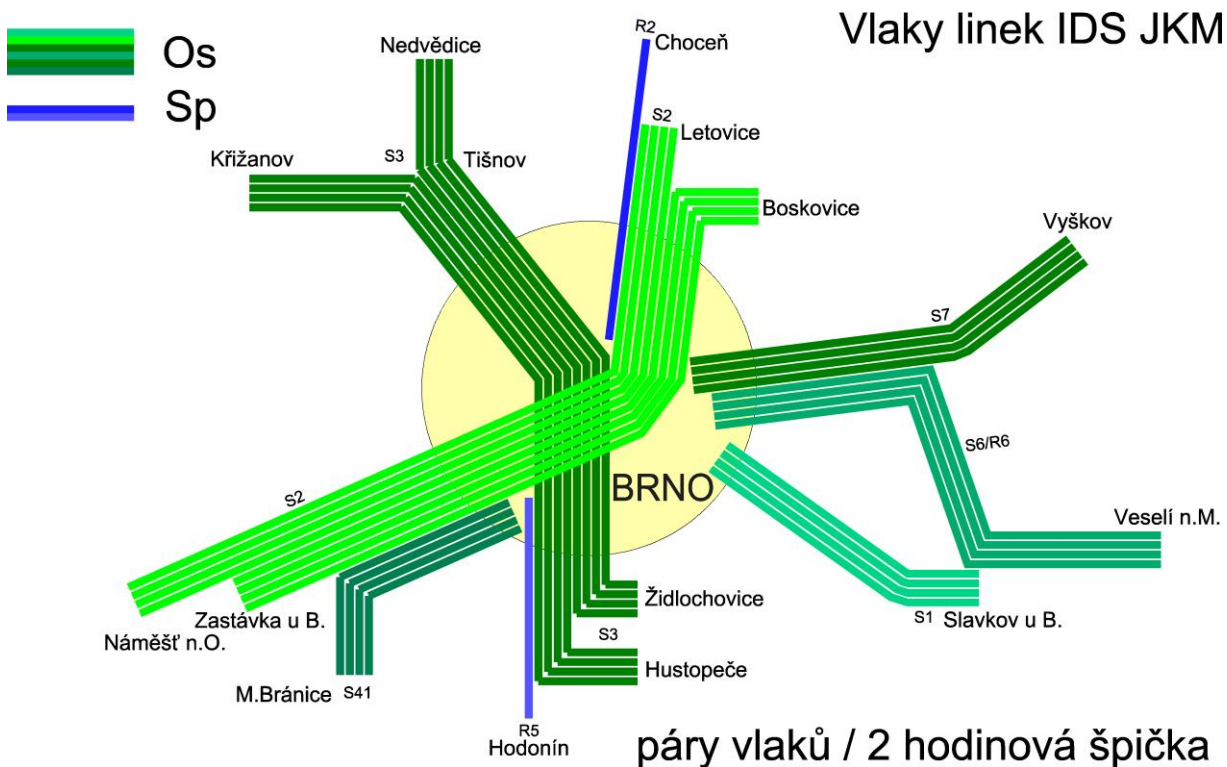 Vlaky linek IDS JKM
Os
Sp
R2
Choceň
Nedvědice
S2
Letovice
S3
Tišnov
Křižanov
Boskovice
Vyškov
S7
S6/R6
BRNO
S2
Veselí n.M.
Židlochovice
S1
Slavkov u B.
Zastávka u B.
Náměšť n.O.
S3
Hustopeče
M.Bránice
S41
R5
Hodonín
páry vlaků / 2 hodinová špička